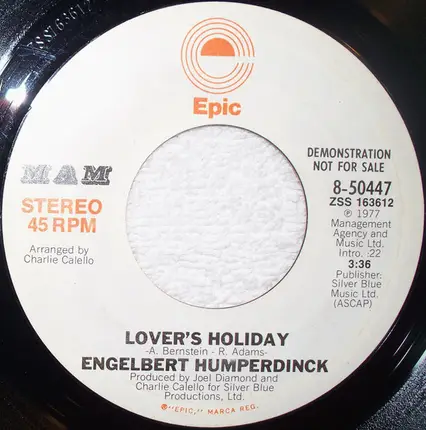 Epic
MAM
STEREO
45 RPM
Arranged by
Charlie Calello
DEMONSTRATION
NOT FOR SALE
8-50447
ZSS 163612
℗ 1977
Management
Agency and
Music Ltd.
Intro. :22
3:36
Publisher:
Silver Blue
Music Ltd.
(ASCAP)
LOVER'S HOLIDAY
-A. Bernstein - R. Adams-
ENGELBERT HUMPERDINCK
Produced by Joel Diamond and
Charlie Calello for Silver Blue
Productions, Ltd.
®"EPIC," MARCA REG.